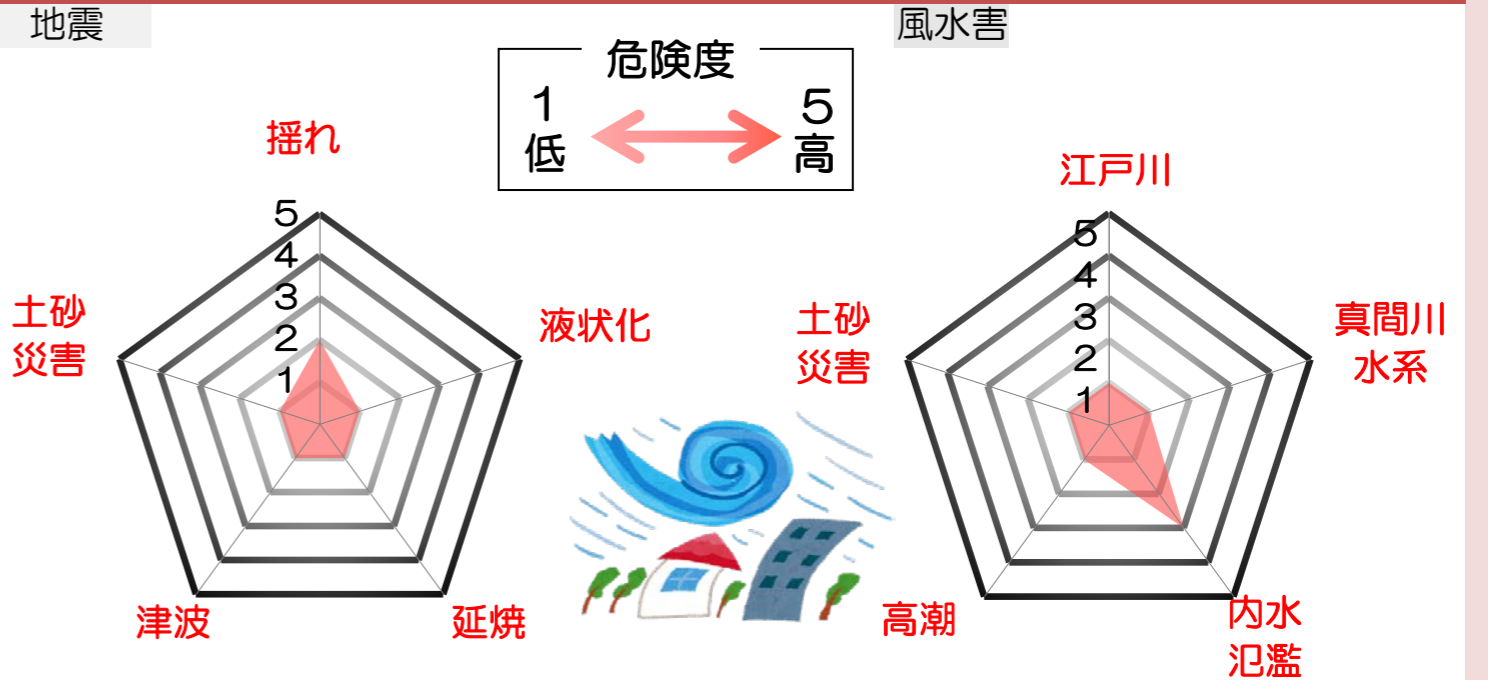 地震
風水害
危険度
1
5
低
高
揺れ
5
4
3
2
1
土砂
災害
液状化
津波
延焼
江戸川
5
4
3
2
1
土砂
災害
真間川
水系
高潮
内水
氾濫